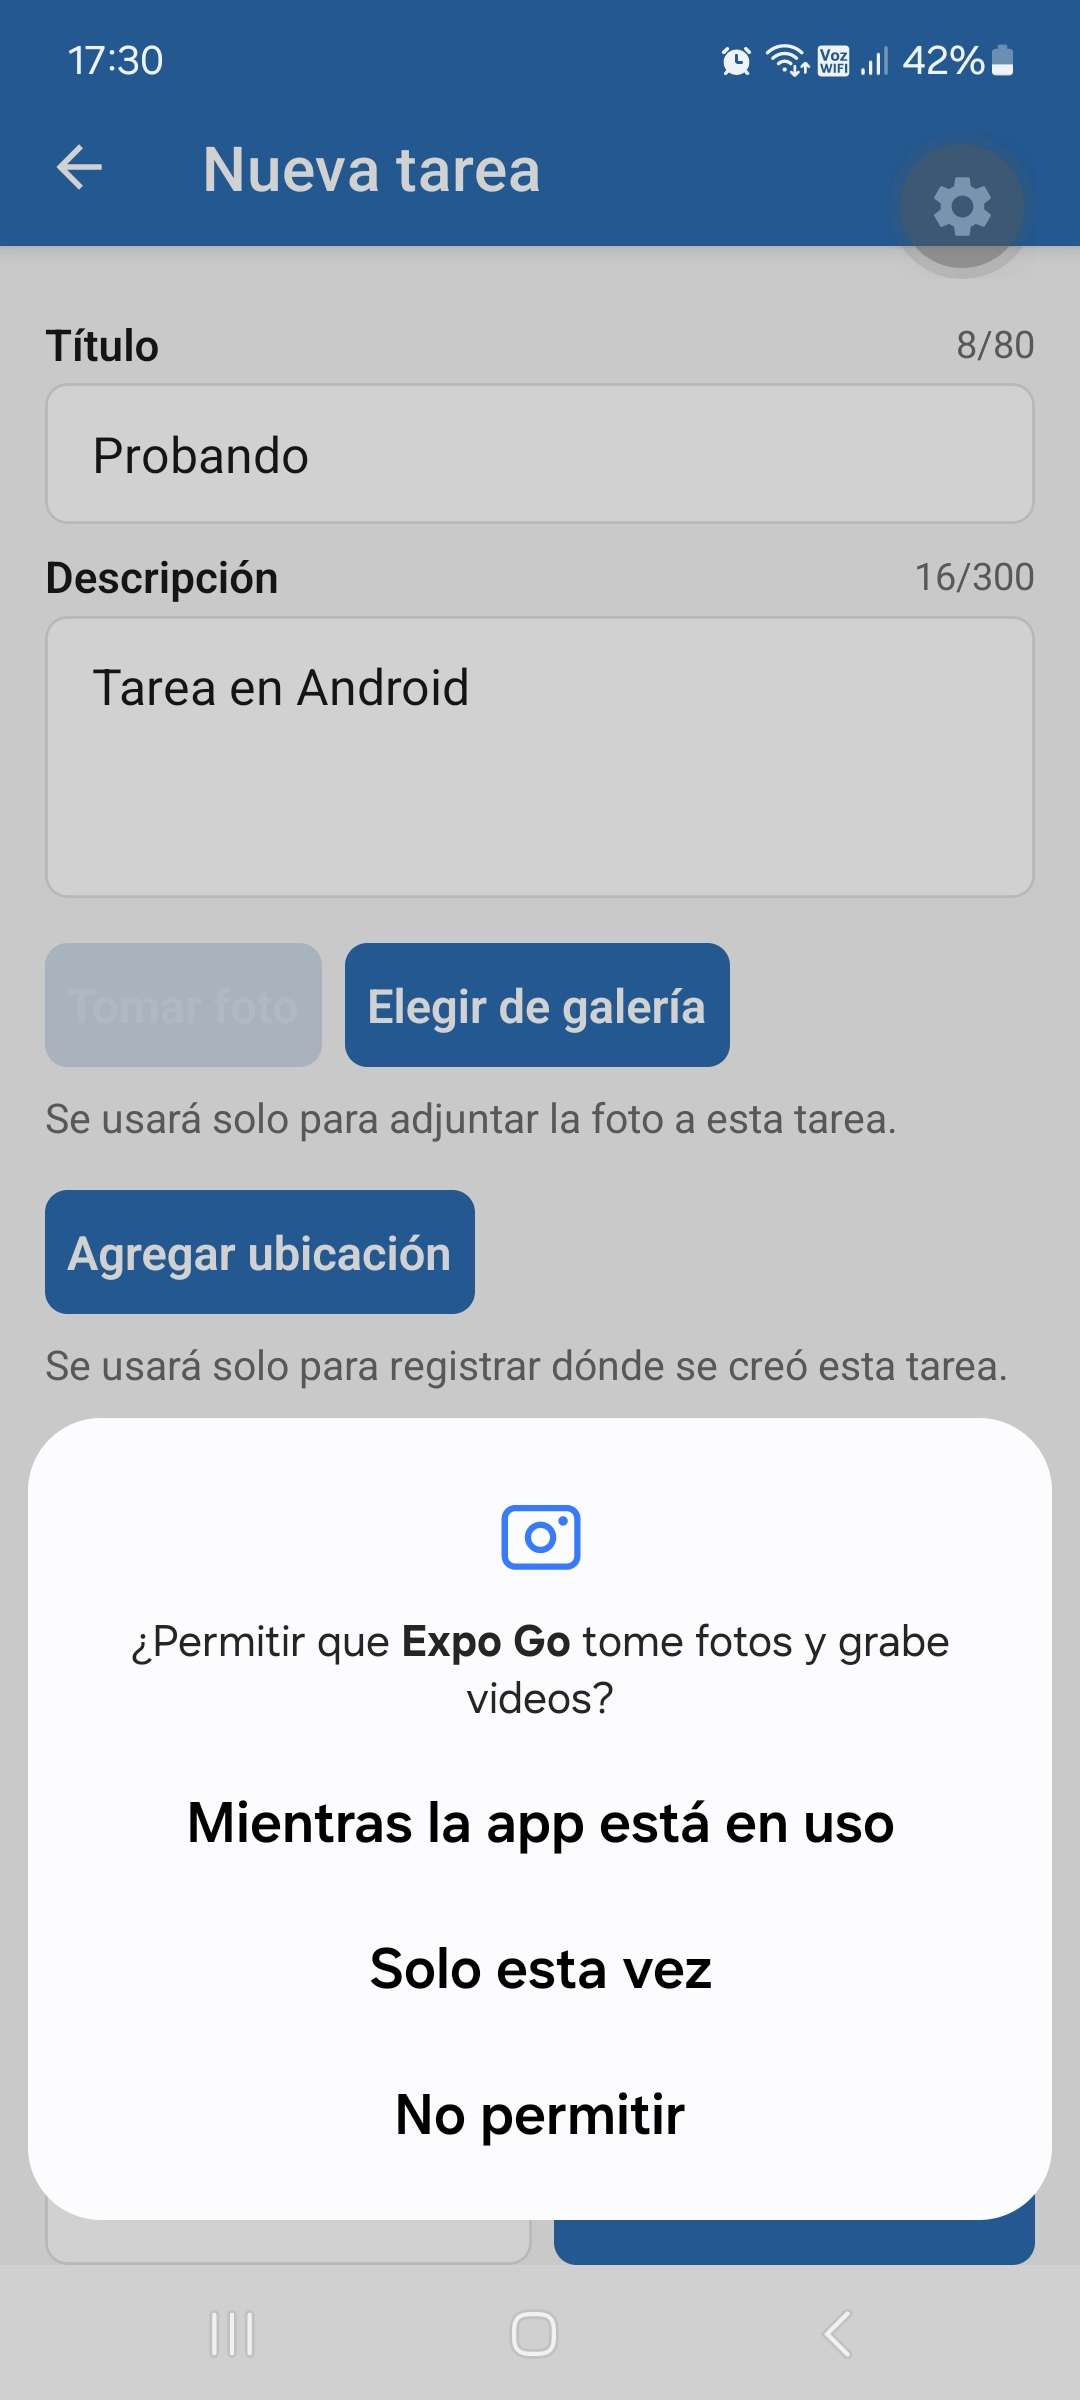 17:30
Voz
WIFI
42%
Nueva tarea
Título
8/80
Probando
Descripción
16/300
Tarea en Android
Tomar foto
Elegir de galería
Se usará solo para adjuntar la foto a esta tarea.
Agregar ubicación
Se usará solo para registrar dónde se creó esta tarea.
¿Permitir que Expo Go tome fotos y grabe
videos?
Mientras la app está en uso
Solo esta vez
No permitir